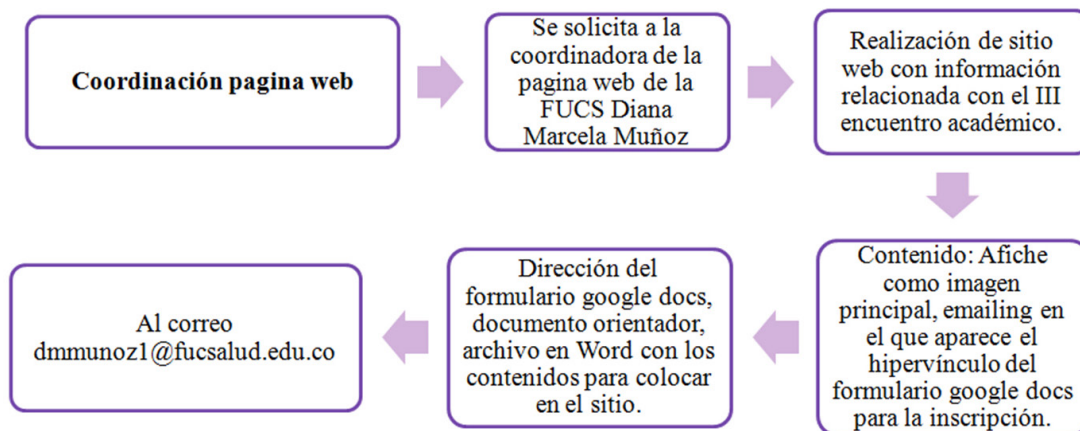 Coordinación pagina web
Se solicita a la
coordinadora de la
pagina web de la
FUCS Diana
Marcela Muñoz
Realización de sitio
web con información
relacionada con el III
encuentro académico.
Contenido: Afiche
como imagen
principal, emailing en
el que aparece el
hipervínculo del
formulario google docs
para la inscripción.
Dirección del
formulario google docs,
documento orientador,
archivo en Word con los
contenidos para colocar
en el sitio.
Al correo
dmmunoz1@fucsalud.edu.co